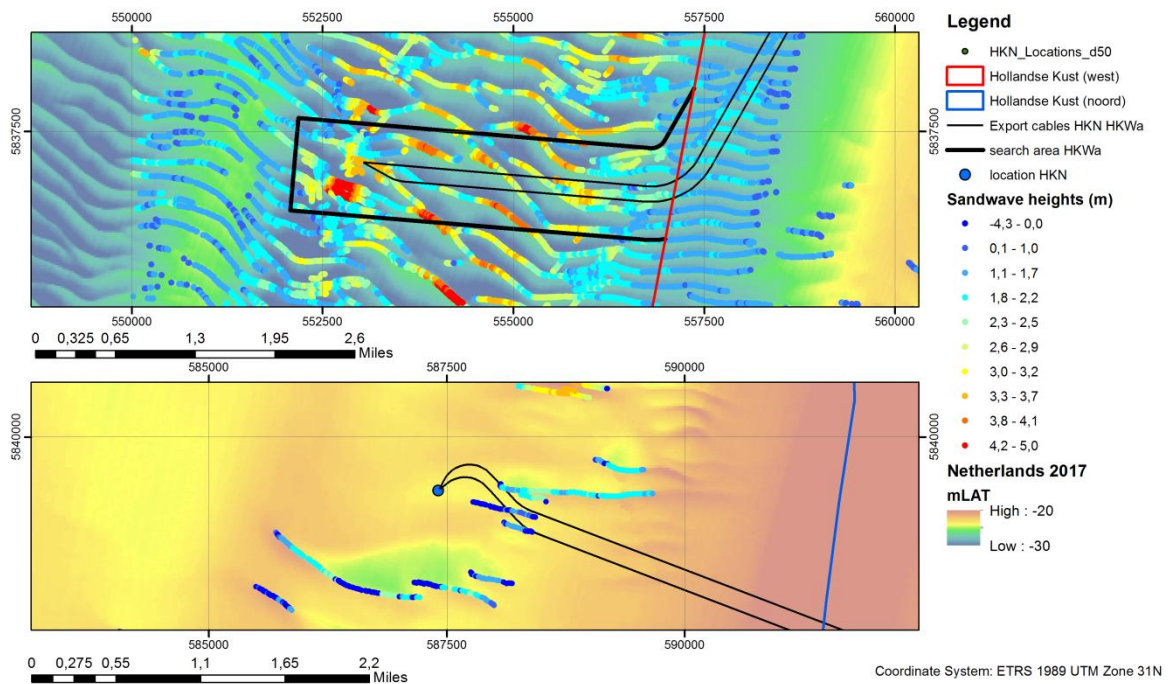 550000 552500 555000 557500 560000
5837500 5837500
550000 552500 555000 557500 560000
0 0,325 0,65 1,3 1,95 2,6
Miles
585000 587500 590000
5840000 5840000
585000 587500 590000
0 0,275 0,55 1,1 1,65 2,2
Miles
Legend
HKN_Locations_d50
Hollandse Kust (west)
Hollandse Kust (noord)
Export cables HKN HKWa
search area HKWa
location HKN
Sandwave heights (m)
-4,3 - 0,0
0,1 - 1,0
1,1 - 1,7
1,8 - 2,2
2,3 - 2,5
2,6 - 2,9
3,0 - 3,2
3,3 - 3,7
3,8 - 4,1
4,2 - 5,0
Netherlands 2017
mLAT
High : -20
Low : -30
Coordinate System: ETRS 1989 UTM Zone 31N